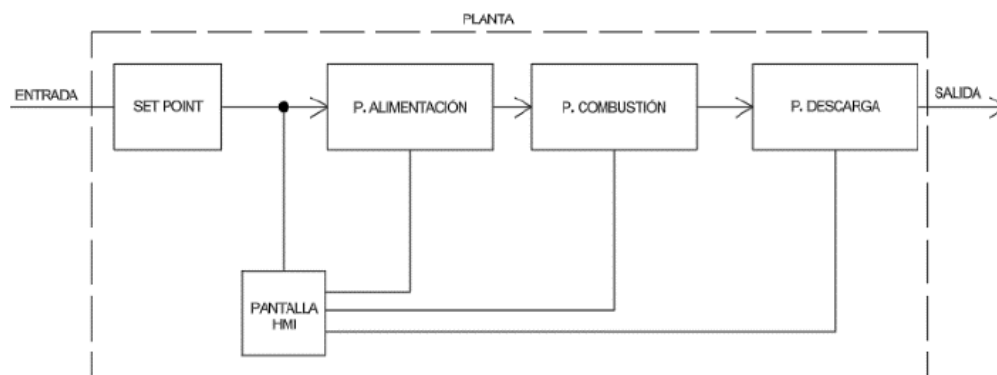 PLANTA
ENTRADA
SET POINT
P. ALIMENTACIÓN
P. COMBUSTIÓN
P. DESCARGA
SALIDA
PANTALLA
HMI